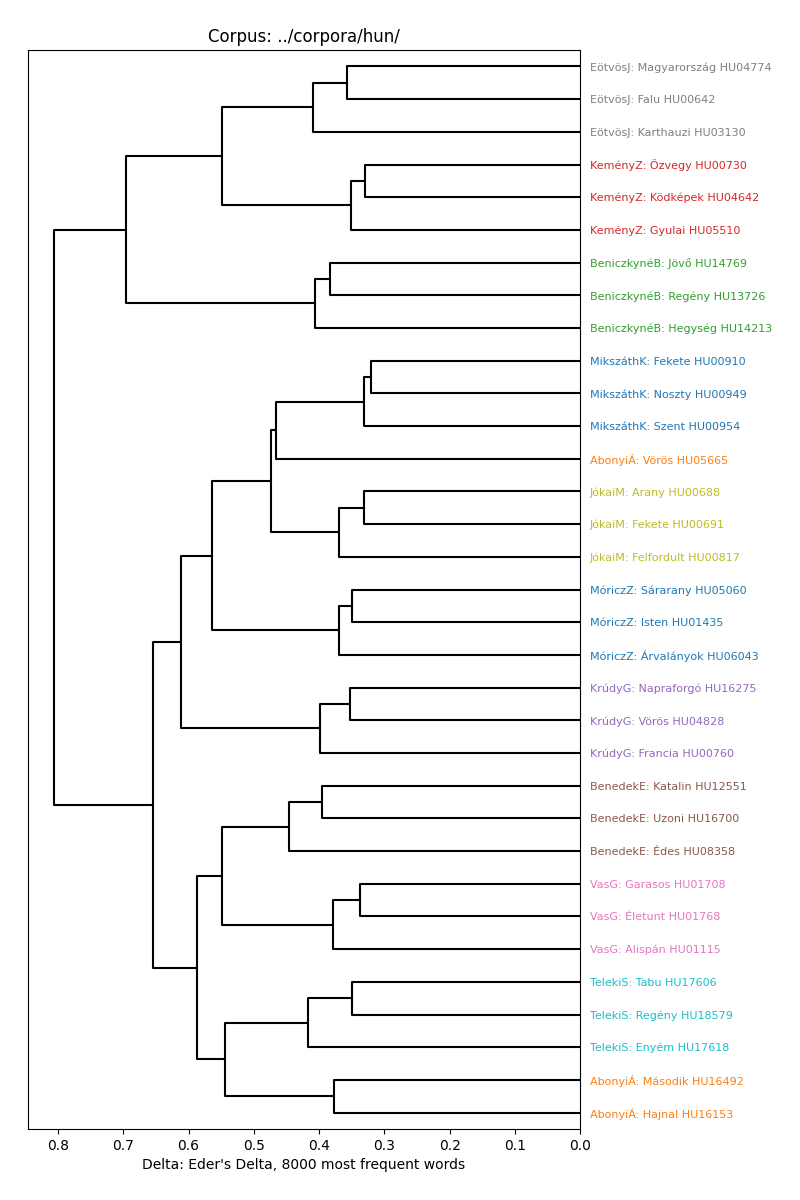 Corpus: ../corpora/hun/
EötvösJ: Magyarország HU04774
EötvösJ: Falu HU00642
EötvösJ: Karthauzi HU03130
KeményZ: Özvegy HU00730
KeményZ: Ködképek HU04642
KeményZ: Gyulai HU05510
BeniczkynéB: Jövő HU14769
BeniczkynéB: Regény HU13726
BeniczkynéB: Hegység HU14213
MikszáthK: Fekete HU00910
MikszáthK: Noszty HU00949
MikszáthK: Szent HU00954
AbonyiÁ: Vörös HU05665
JókaiM: Arany HU00688
JókaiM: Fekete HU00691
JókaiM: Felfordult HU00817
MóriczZ: Sárarany HU05060
MóriczZ: Isten HU01435
MóriczZ: Árvalányok HU06043
KrúdyG: Napraforgó HU16275
KrúdyG: Vörös HU04828
KrúdyG: Francia HU00760
BenedekE: Katalin HU12551
BenedekE: Uzoni HU16700
BenedekE: Édes HU08358
VasG: Garasos HU01708
VasG: Életunt HU01768
VasG: Alispán HU01115
TelekiS: Tabu HU17606
TelekiS: Regény HU18579
TelekiS: Enyém HU17618
AbonyiÁ: Második HU16492
AbonyiÁ: Hajnal HU16153
0.8 0.7 0.6 0.5 0.4 0.3 0.2 0.1 0.0
Delta: Eder's Delta, 8000 most frequent words